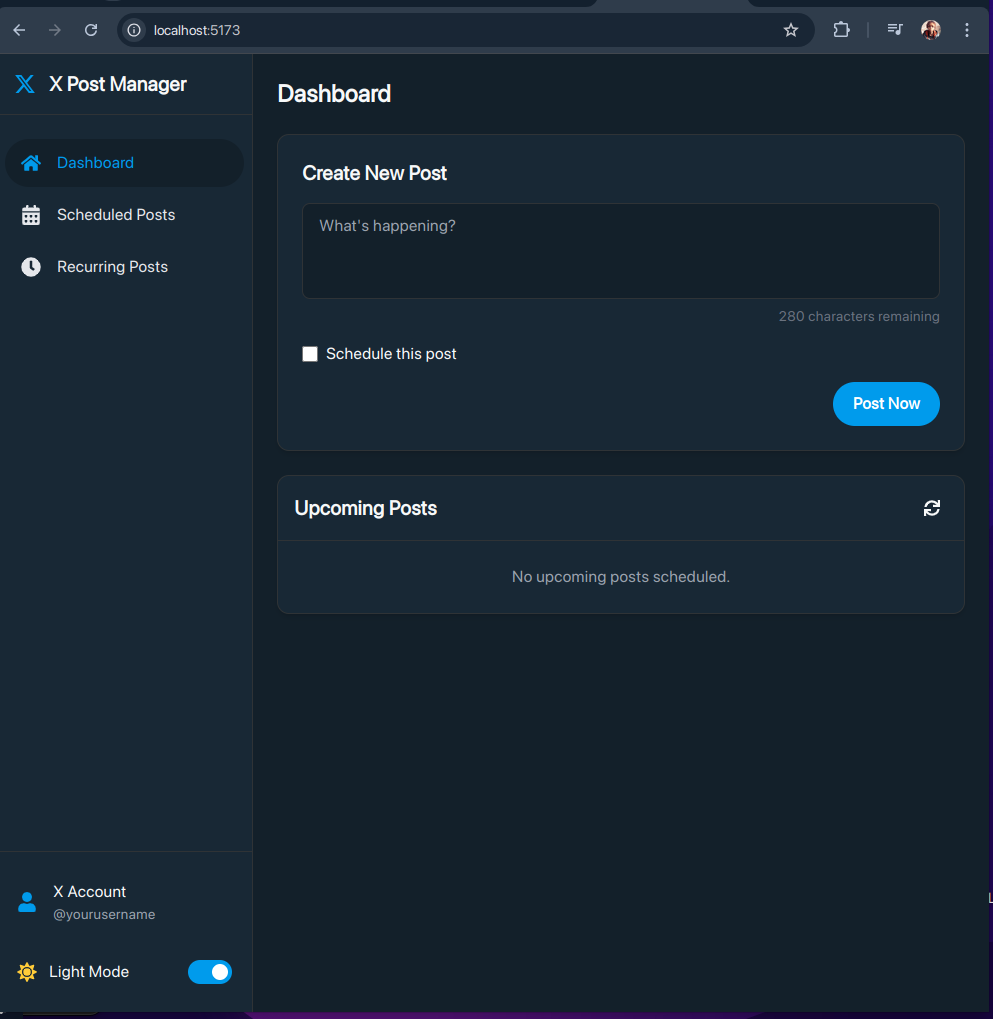 localhost:5173
X Post Manager
Dashboard
Scheduled Posts
Recurring Posts
X Account
@yourusername
Light Mode
Dashboard
Create New Post
What's happening?
280 characters remaining
Schedule this post
Post Now
Upcoming Posts
No upcoming posts scheduled.